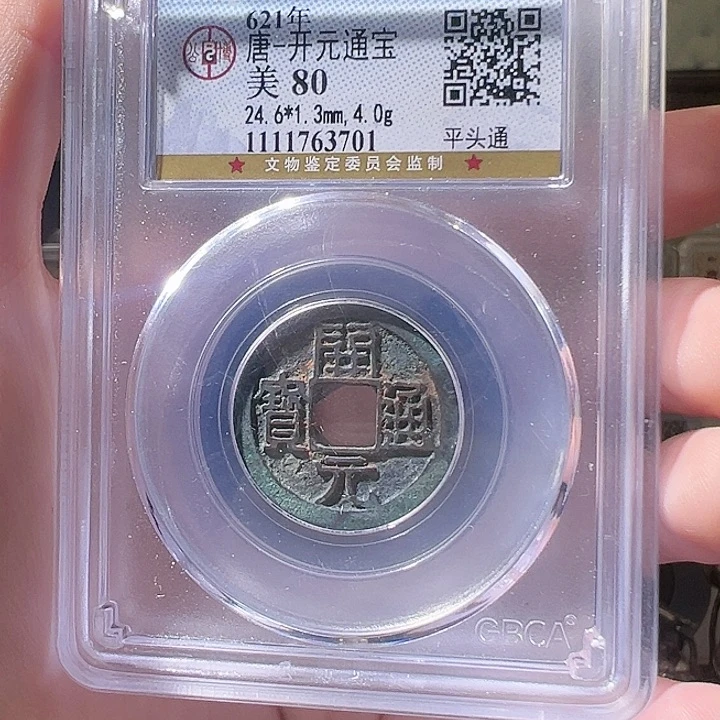 621年
唐-开元通宝
美 80
24.6*1.3mm,4.0g
1111763701
平头通
★ 文物鉴定委员会监制 ★
開
寶 通
元
GBCA